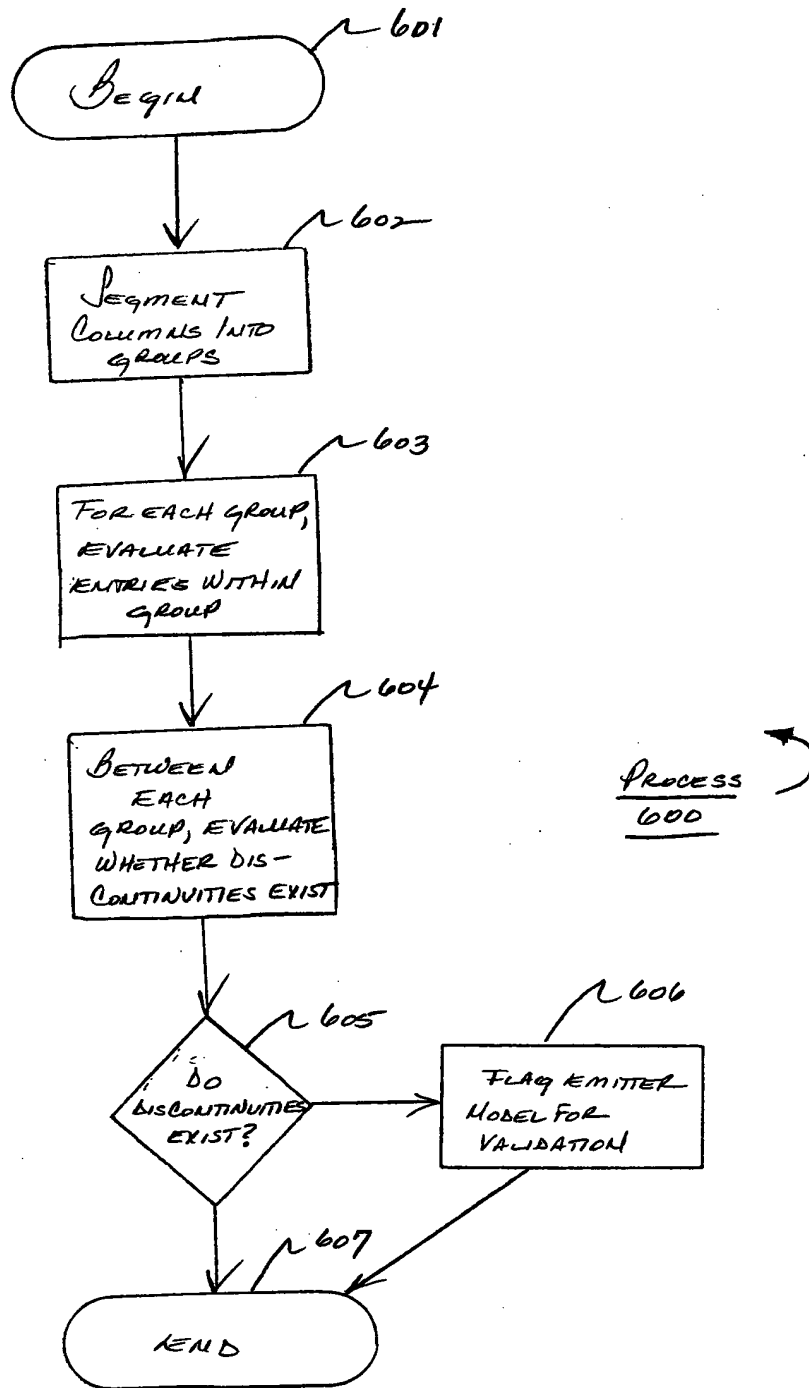 601
BEGIN
602
SEGMENT
COLUMNS INTO
GROUPS
603
FOR EACH GROUP,
EVALUATE
ENTRIES WITHIN
GROUP
604
BETWEEN
EACH
GROUP, EVALUATE
WHETHER DIS-
CONTINUITIES EXIST
PROCESS
600
605
DO
DISCONTINUITIES
EXIST?
606
FLAG EMITTER
MODEL FOR
VALIDATION
607
END